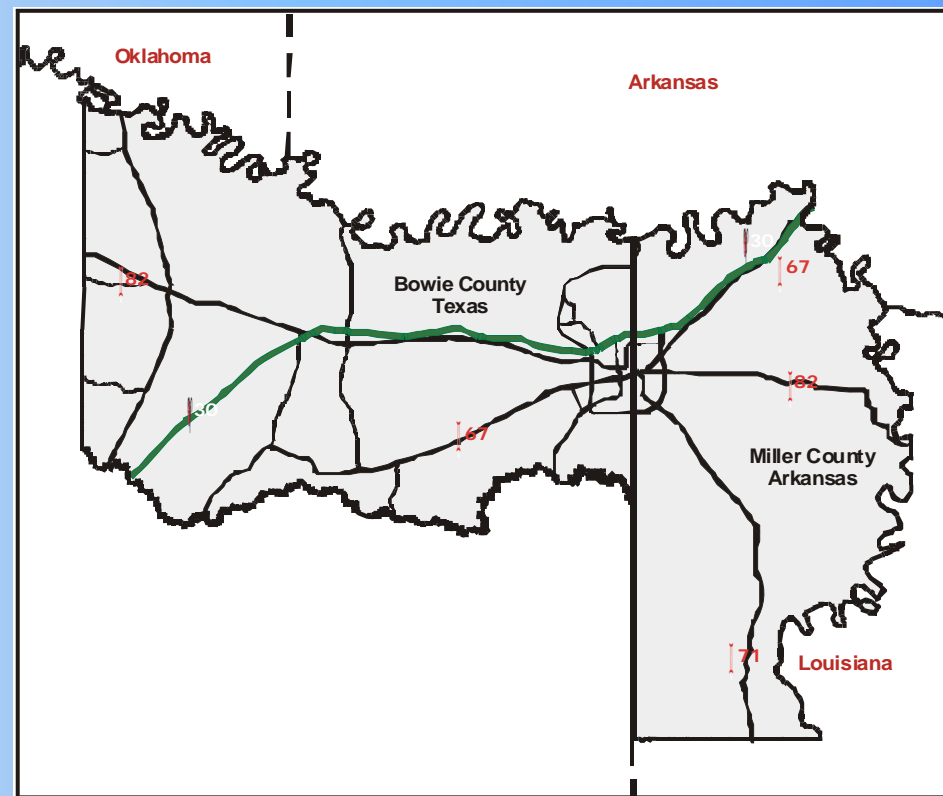 Oklahoma
Arkansas
30
67
82
Bowie County
Texas
82
30
67
Miller County
Arkansas
71
Louisiana